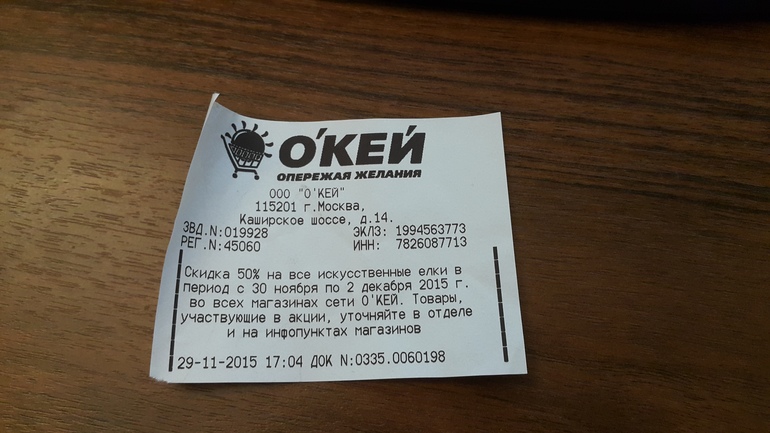 О'КЕЙ
ОПЕРЕЖАЯ ЖЕЛАНИЯ
ООО "О'КЕЙ"
115201 г.Москва,
Каширское шоссе, д.14.
ЗВД.N:019928 ЭКЛЗ: 1994563773
РЕГ.N:45060 ИНН: 7826087713
Скидка 50% на все искусственные елки в
период с 30 ноября по 2 декабря 2015 г.
во всех магазинах сети О'КЕЙ. Товары,
участвующие в акции, уточняйте в отделе
и на инфопунктах магазинов
29-11-2015 17:04 ДОК N:0335.0060198